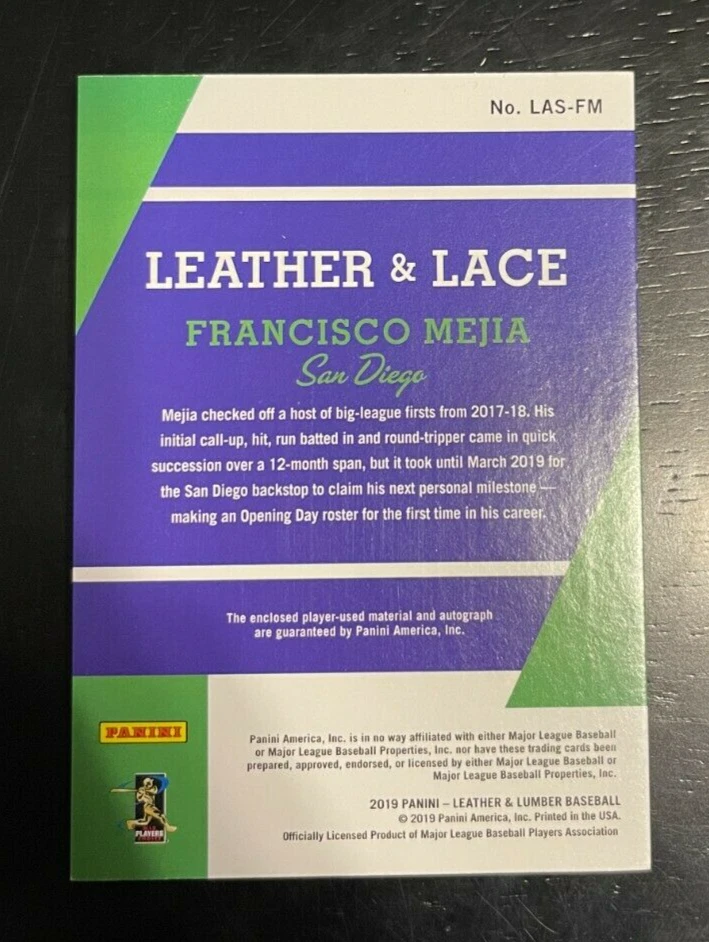 No. LAS-FM
LEATHER & LACE
FRANCISCO MEJIA
San Diego
Mejia checked off a host of big-league firsts from 2017-18. His
initial call-up, hit, run batted in and round-tripper came in quick
succession over a 12-month span, but it took until March 2019 for
the San Diego backstop to claim his next personal milestone —
making an Opening Day roster for the first time in his career.
The enclosed player-used material and autograph
are guaranteed by Panini America, Inc.
PANINI
Panini America, Inc. is in no way affiliated with either Major League Baseball
or Major League Baseball Properties, Inc. nor have these trading cards been
prepared, approved, endorsed, or licensed by either Major League Baseball or
Major League Baseball Properties, Inc.
PLAYERS
2019 PANINI – LEATHER & LUMBER BASEBALL
© 2019 Panini America, Inc. Printed in the USA.
Officially Licensed Product of Major League Baseball Players Association